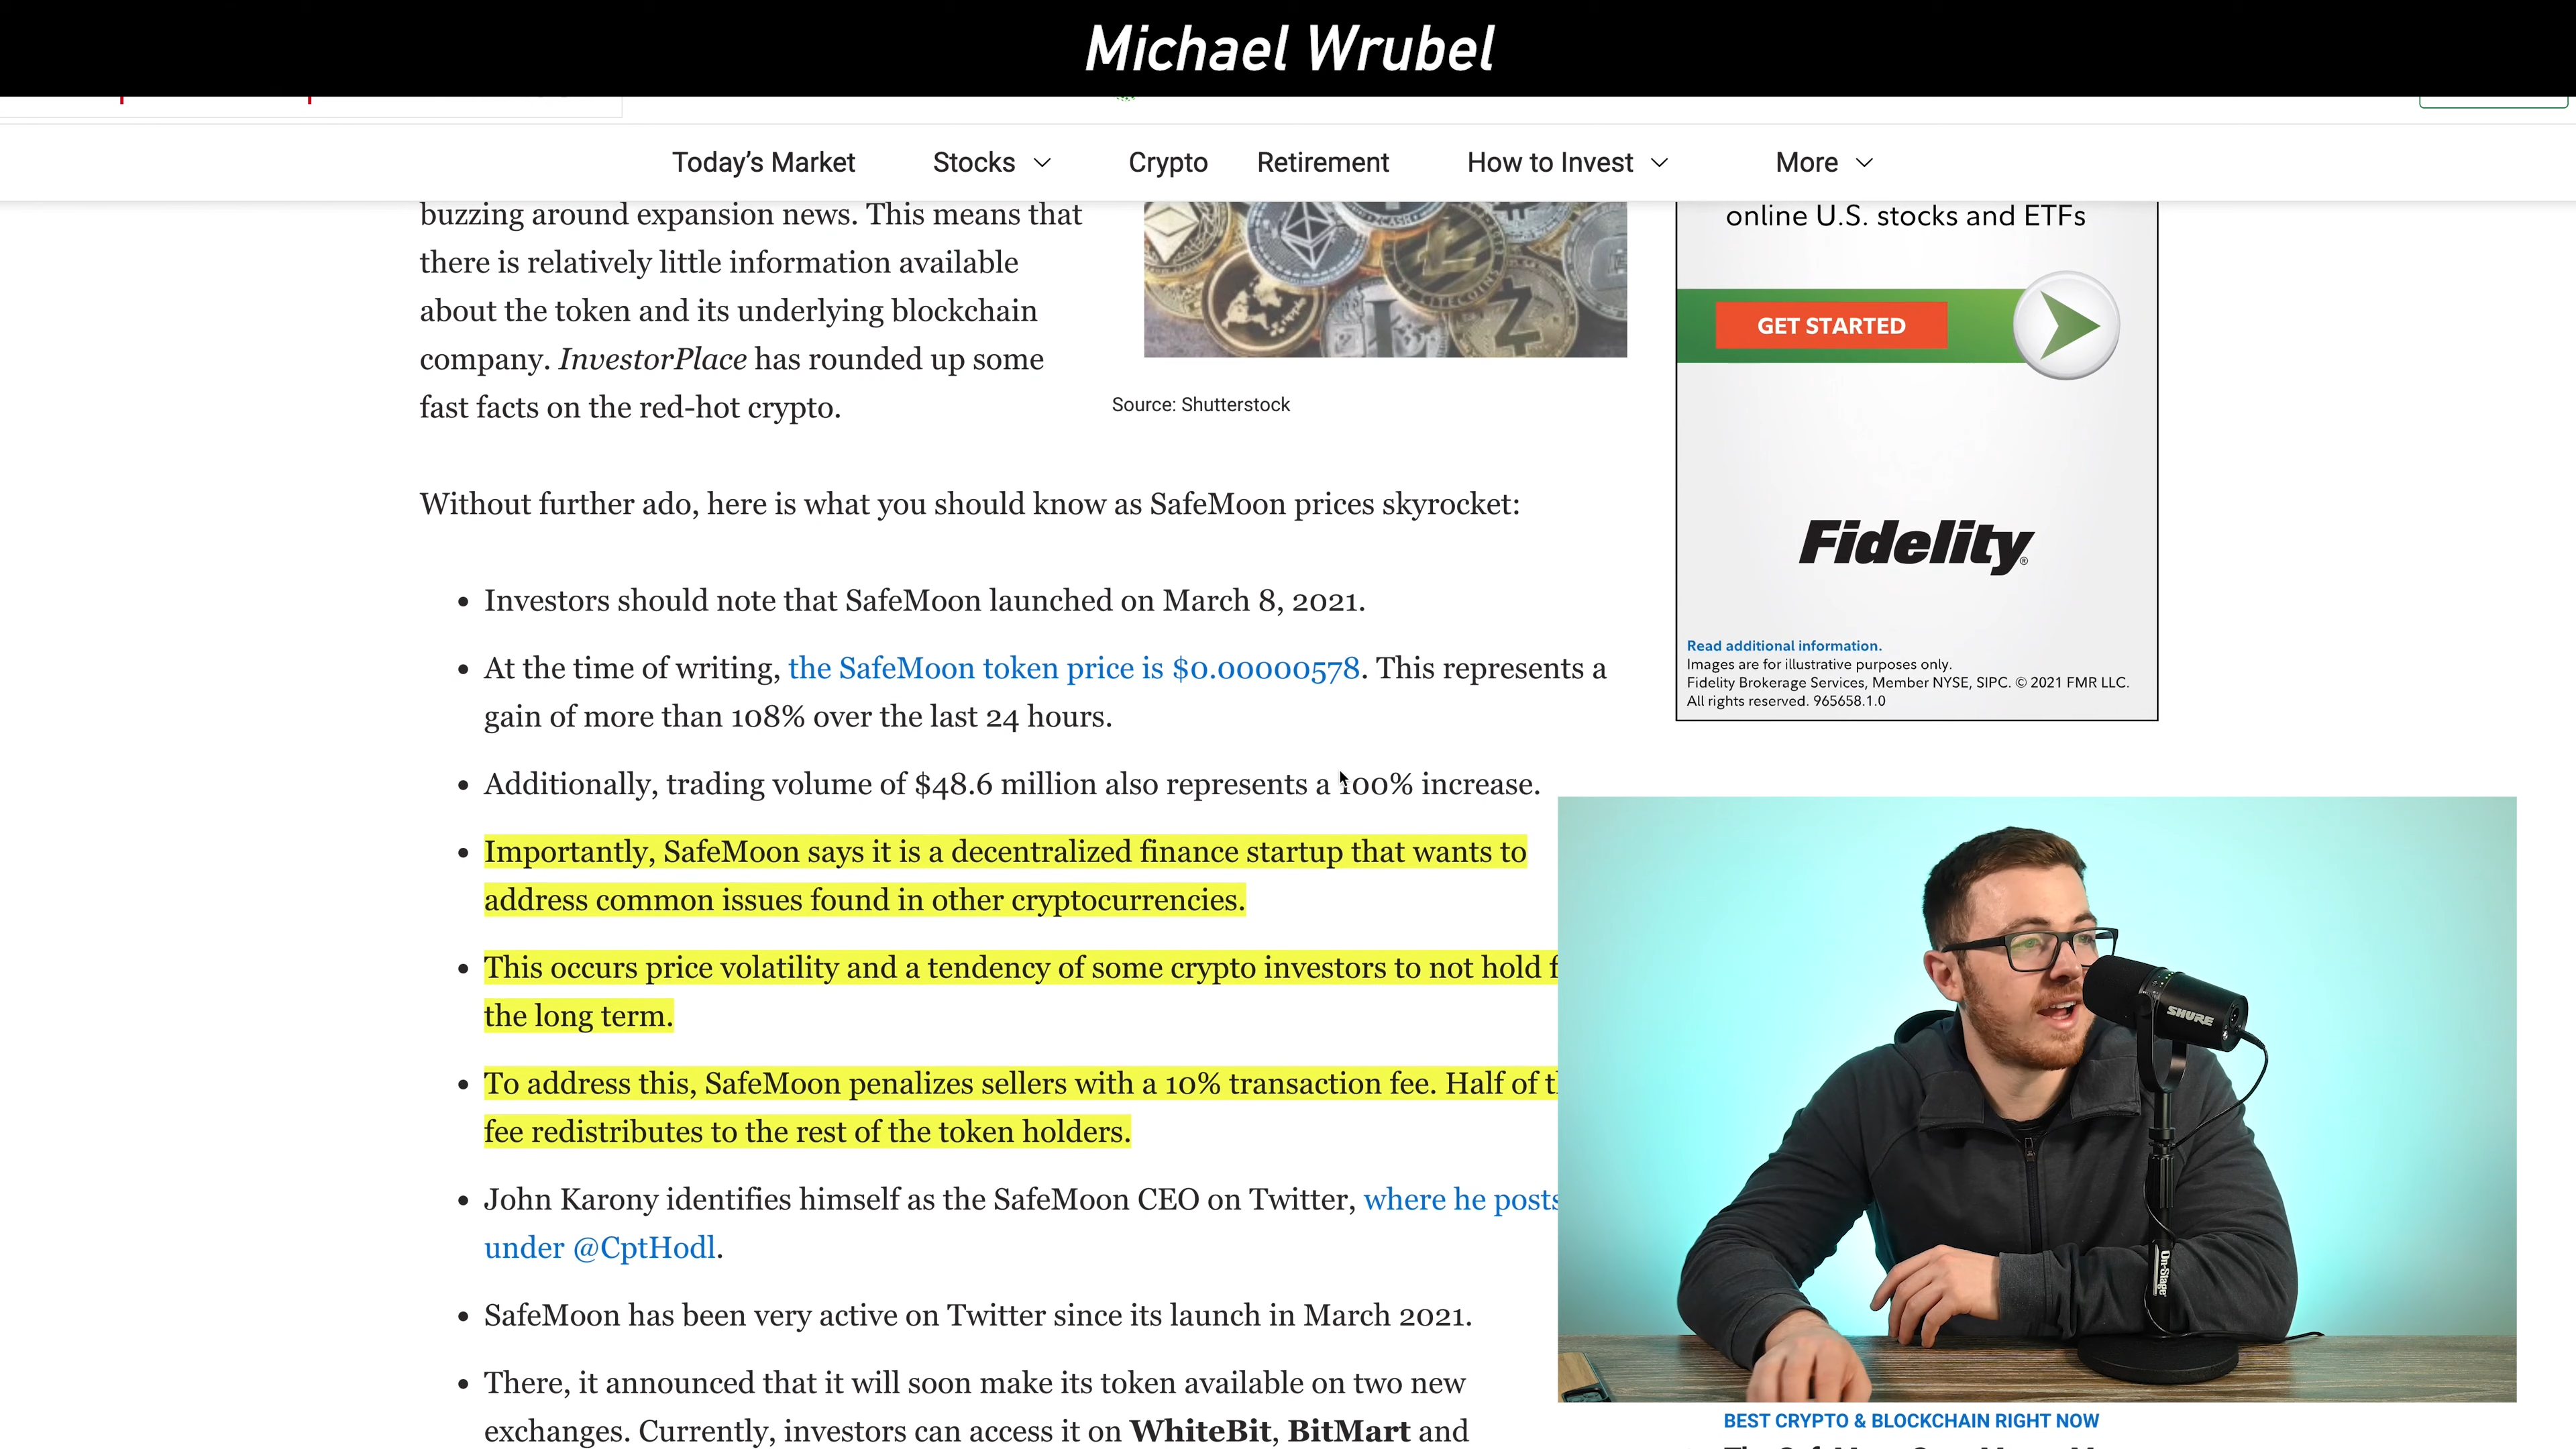 Michael Wrubel
Today's Market
Stocks
Crypto
Retirement
How to Invest
More
buzzing around expansion news. This means that
there is relatively little information available
about the token and its underlying blockchain
company. InvestorPlace has rounded up some
fast facts on the red-hot crypto.
Source: Shutterstock
Without further ado, here is what you should know as SafeMoon prices skyrocket:
• Investors should note that SafeMoon launched on March 8, 2021.
• At the time of writing, the SafeMoon token price is $0.00000578. This represents a
gain of more than 108% over the last 24 hours.
• Additionally, trading volume of $48.6 million also represents a 100% increase.
• Importantly, SafeMoon says it is a decentralized finance startup that wants to
address common issues found in other cryptocurrencies.
• This occurs price volatility and a tendency of some crypto investors to not hold
the long term.
• To address this, SafeMoon penalizes sellers with a 10% transaction fee. Half of
fee redistributes to the rest of the token holders.
• John Karony identifies himself as the SafeMoon CEO on Twitter, where he posts
under @CptHodl.
• SafeMoon has been very active on Twitter since its launch in March 2021.
• There, it announced that it will soon make its token available on two new
exchanges. Currently, investors can access it on WhiteBit, BitMart and
online U.S. stocks and ETFs
GET STARTED
Fidelity®
Read additional information.
Images are for illustrative purposes only.
Fidelity Brokerage Services, Member NYSE, SIPC. © 2021 FMR LLC.
All rights reserved. 965658.1.0
SHURE
On-Stage
BEST CRYPTO & BLOCKCHAIN RIGHT NOW